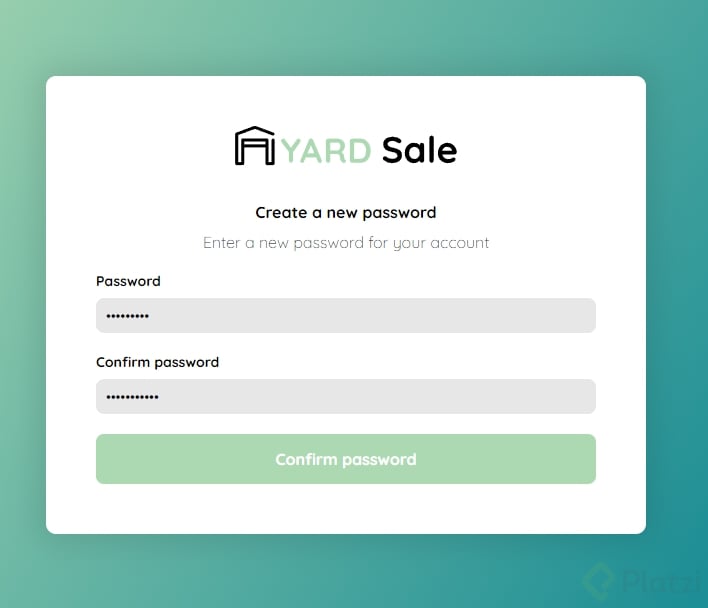 YARD Sale
Create a new password
Enter a new password for your account
Password
•••••••••
Confirm password
•••••••••••
Confirm password
Platzi